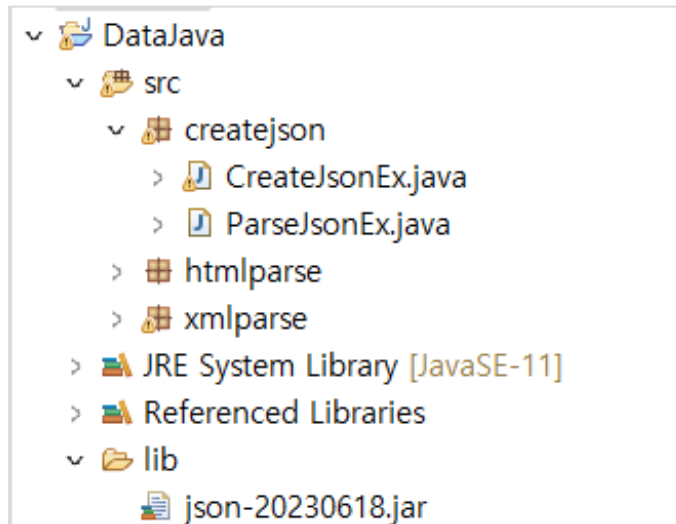 DataJava
src
createjson
CreateJsonEx.java
ParseJsonEx.java
htmlparse
xmlparse
JRE System Library [JavaSE-11]
Referenced Libraries
lib
json-20230618.jar